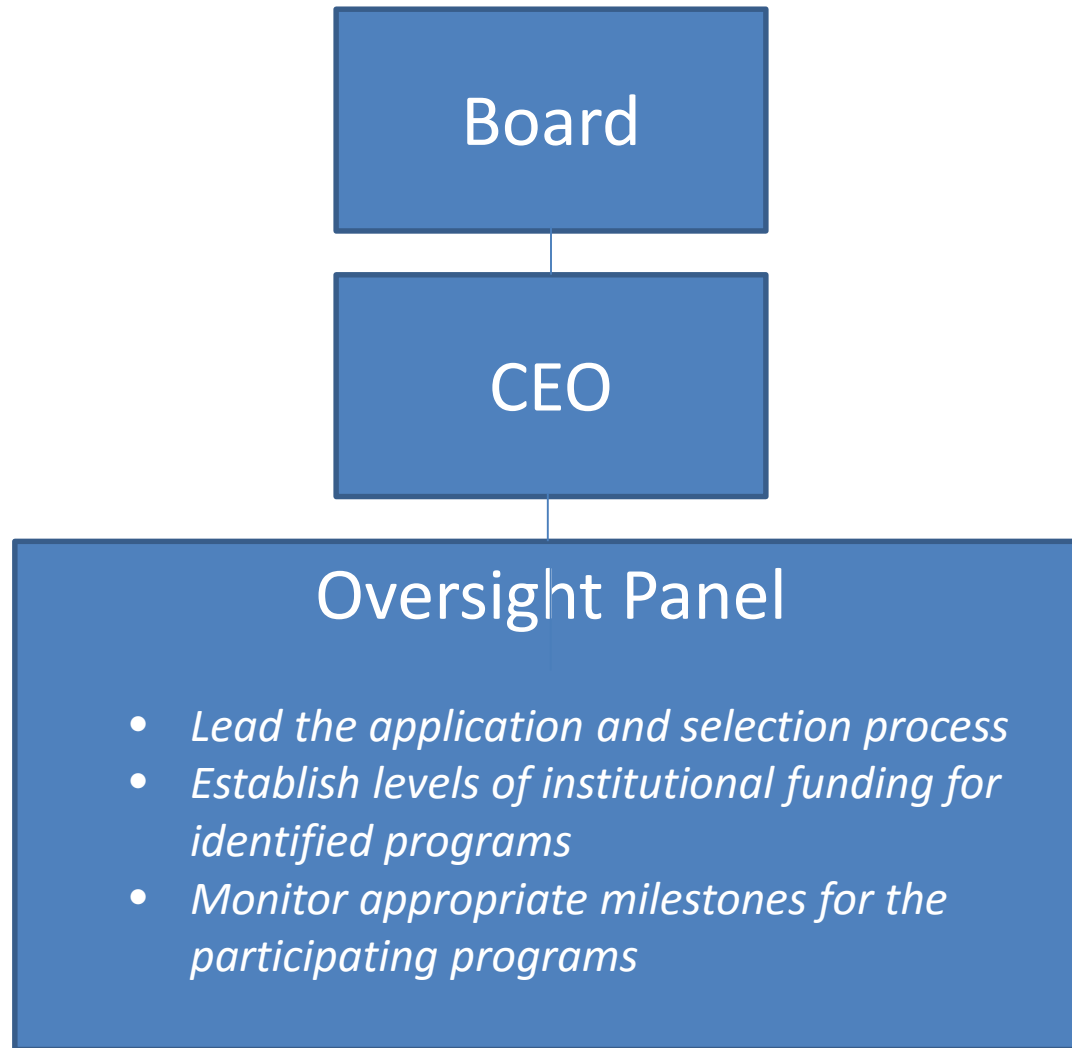 Board
CEO
Oversight Panel
• Lead the application and selection process
• Establish levels of institutional funding for
identified programs
• Monitor appropriate milestones for the
participating programs